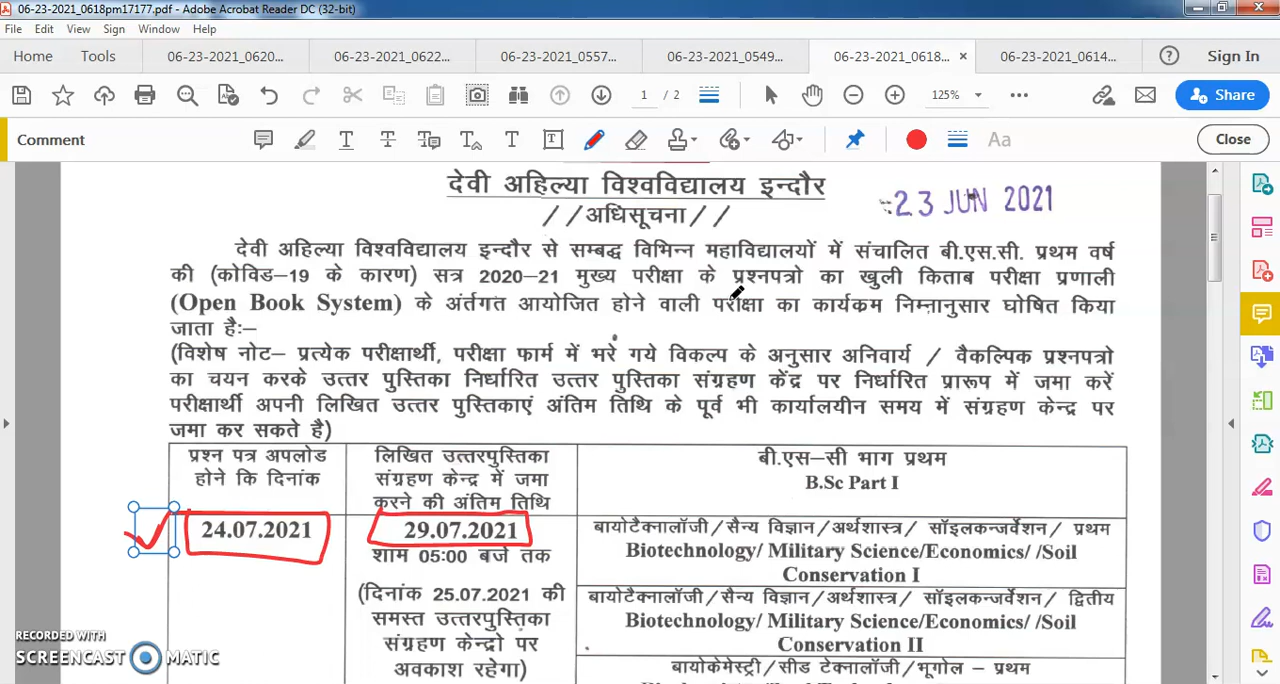 06-23-2021_0618pm17177.pdf - Adobe Acrobat Reader DC (32-bit)
File Edit View Sign Window Help
Home Tools 06-23-2021_0620... 06-23-2021_0622... 06-23-2021_0557... 06-23-2021_0549... 06-23-2021_0618... × 06-23-2021_0614... ? Sign In
1 / 2 125% Share
Comment Aa Close
देवी अहिल्या विश्वविद्यालय इन्दौर
23 JUN 2021
//अधिसूचना//
देवी अहिल्या विश्वविद्यालय इन्दौर से सम्बद्ध विभिन्न महाविद्यालयों में संचालित बी.एस.सी. प्रथम वर्ष
की (कोविड–19 के कारण) सत्र 2020–21 मुख्य परीक्षा के प्रश्नपत्रो का खुली किताब परीक्षा प्रणाली
(Open Book System) के अंर्तगत आयोजित होने वाली परीक्षा का कार्यकम निम्नानुसार घोषित किया
जाता है:–
(विशेष नोट– प्रत्येक परीक्षार्थी, परीक्षा फार्म में भरे गये विकल्प के अनुसार अनिवार्य / वैकल्पिक प्रश्नपत्रो
का चयन करके उत्तर पुस्तिका निर्धारित उत्तर पुस्तिका संग्रहण केंद्र पर निर्धारित प्रारूप में जमा करें
परीक्षार्थी अपनी लिखित उत्तर पुस्तिकाएं अंतिम तिथि के पूर्व भी कार्यालयीन समय में संग्रहण केन्द्र पर
जमा कर सकते है)
प्रश्न पत्र अपलोड
होने कि दिनांक
लिखित उत्तरपुस्तिका
संग्रहण केन्द्र में जमा
करने की अंतिम तिथि
बी.एस–सी भाग प्रथम
B.Sc Part I
24.07.2021
29.07.2021
शाम 05:00 बजे तक
(दिनांक 25.07.2021 की
समस्त उत्तरपुस्तिका
संग्रहण केन्द्रो पर
अवकाश रहेगा)
बायोटैक्नालॉजी/सैन्य विज्ञान/अर्थशास्त्र/ सॉइलकन्जर्वेशन/ प्रथम
Biotechnology/ Military Science/Economics/ /Soil
Conservation I
बायोटैक्नालॉजी/सैन्य विज्ञान/अर्थशास्त्र/ सॉइलकन्जर्वेशन/ द्वितीय
Biotechnology/ Military Science/Economics/ /Soil
Conservation II
बायोकेमेस्ट्री/सीड टेक्नालॉजी/भूगोल – प्रथम
RECORDED WITH
SCREENCAST MATIC